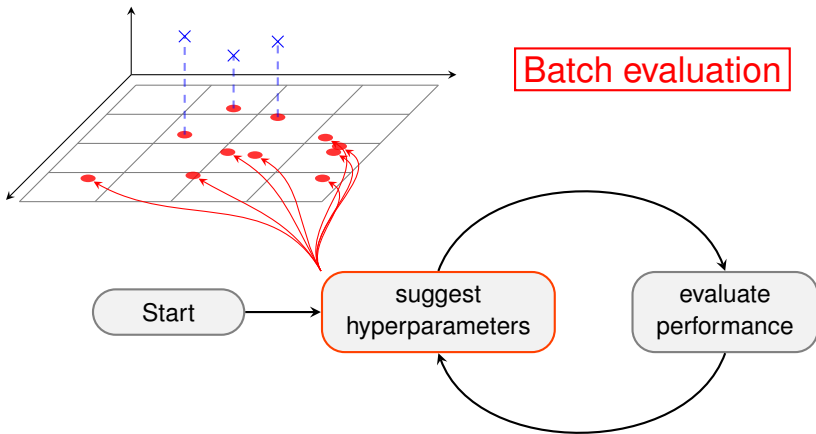 Batch evaluation
Start
suggest
hyperparameters
evaluate
performance